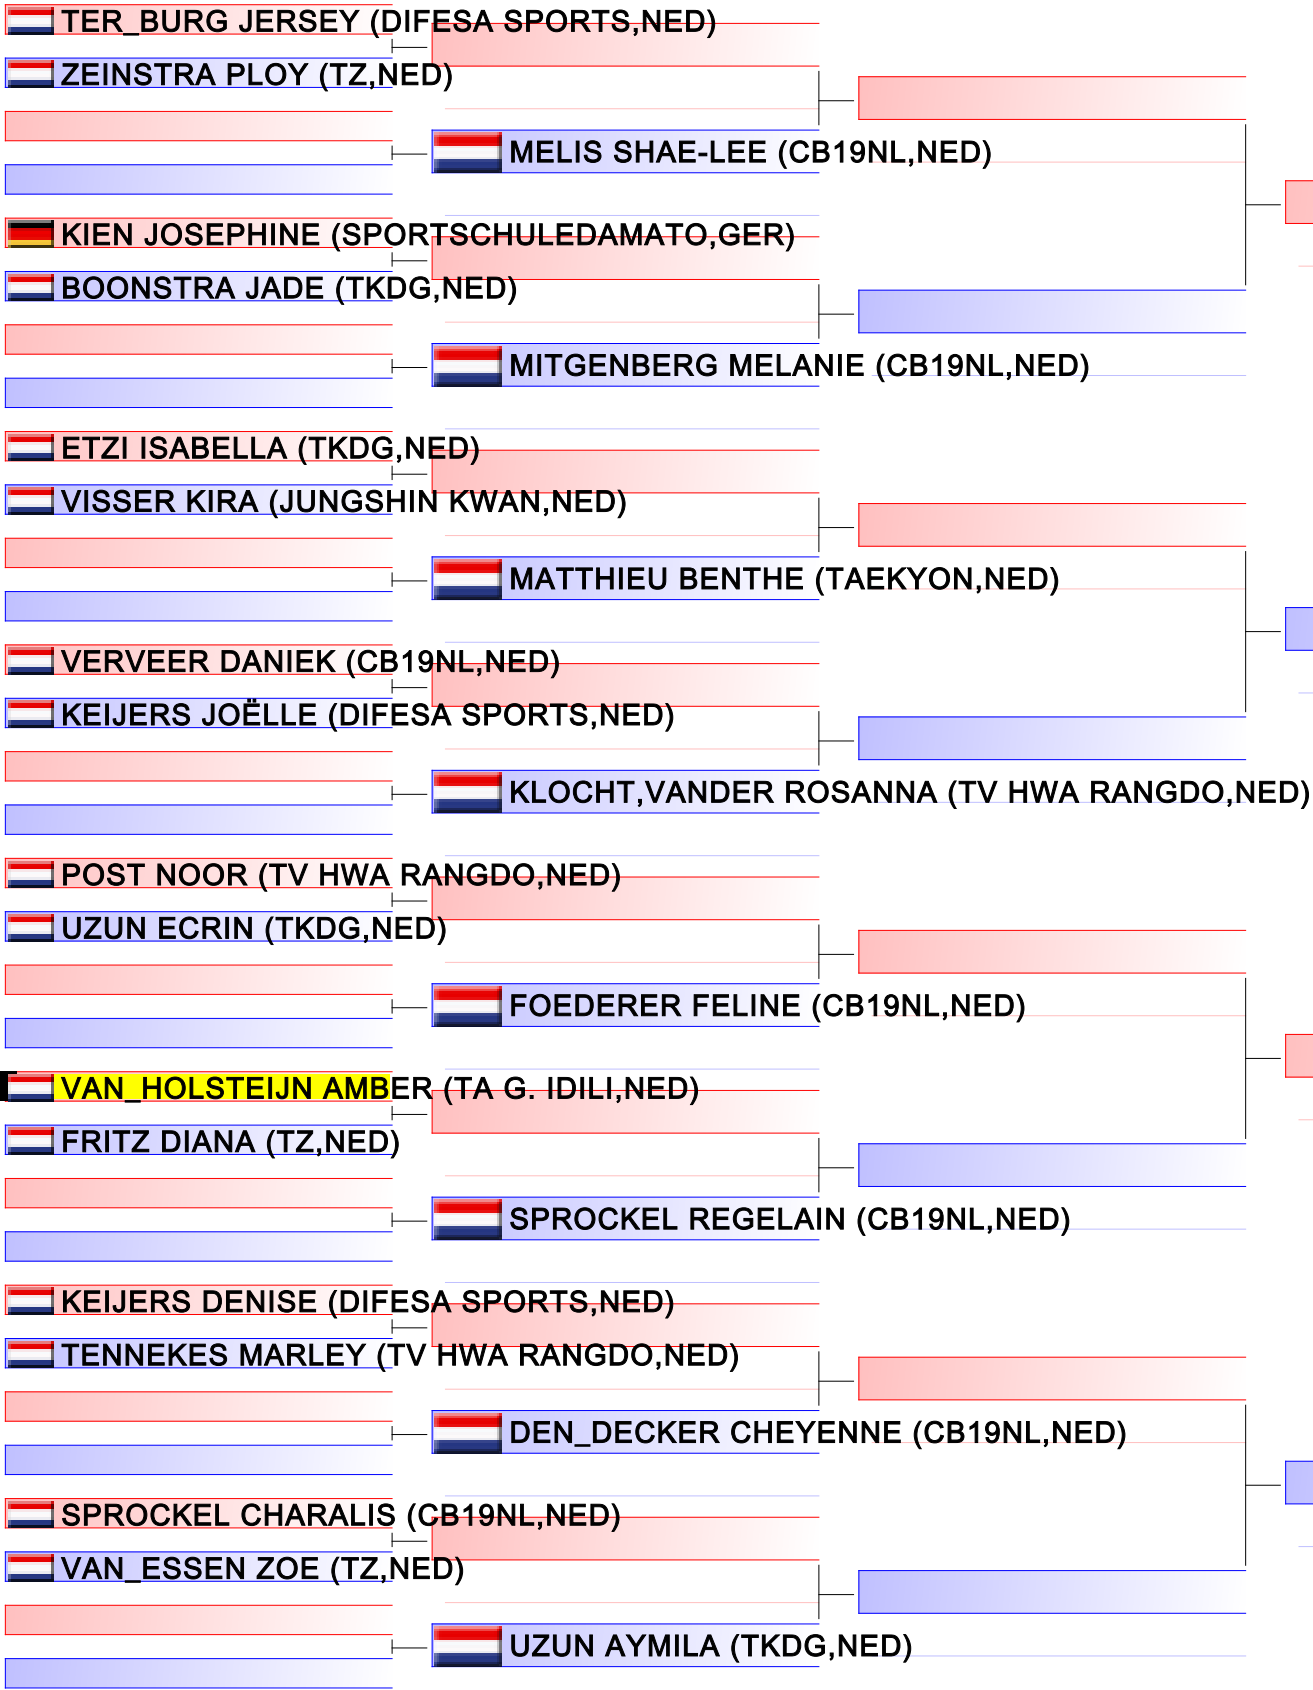 TER_BURG JERSEY (DIFESA SPORTS,NED)
ZEINSTRA PLOY (TZ,NED)
MELIS SHAE-LEE (CB19NL,NED)
KIEN JOSEPHINE (SPORTSCHULEDAMATO,GER)
BOONSTRA JADE (TKDG,NED)
MITGENBERG MELANIE (CB19NL,NED)
ETZI ISABELLA (TKDG,NED)
VISSER KIRA (JUNGSHIN KWAN,NED)
MATTHIEU BENTHE (TAEKYON,NED)
VERVEER DANIEK (CB19NL,NED)
KEIJERS JOËLLE (DIFESA SPORTS,NED)
KLOCHT,VANDER ROSANNA (TV HWA RANGDO,NED)
POST NOOR (TV HWA RANGDO,NED)
UZUN ECRIN (TKDG,NED)
FOEDERER FELINE (CB19NL,NED)
VAN_HOLSTEIJN AMBER (TA G. IDILI,NED)
FRITZ DIANA (TZ,NED)
SPROCKEL REGELAIN (CB19NL,NED)
KEIJERS DENISE (DIFESA SPORTS,NED)
TENNEKES MARLEY (TV HWA RANGDO,NED)
DEN_DECKER CHEYENNE (CB19NL,NED)
SPROCKEL CHARALIS (CB19NL,NED)
VAN_ESSEN ZOE (TZ,NED)
UZUN AYMILA (TKDG,NED)